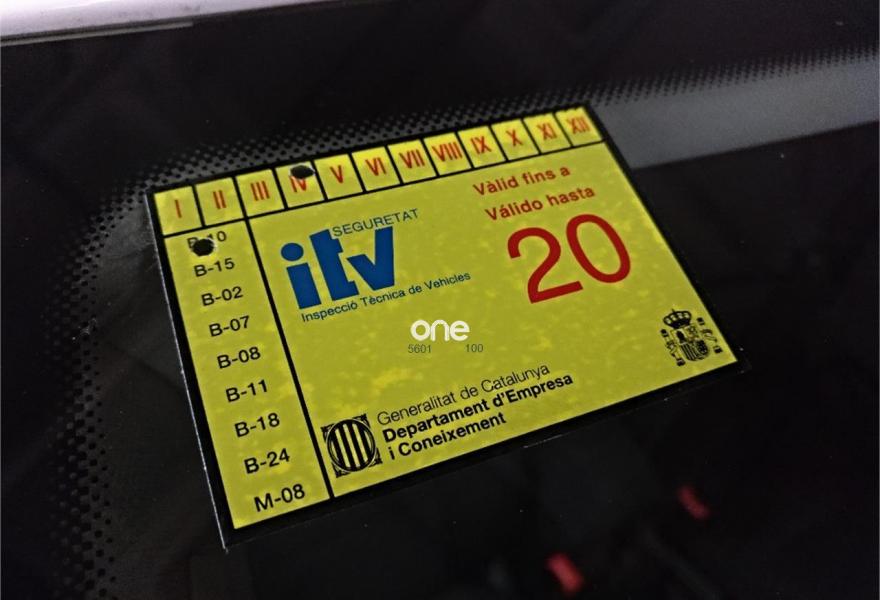 I II III IV V VI VII VIII IX X XI XII
B-10
B-15
B-02
B-07
B-08
B-11
B-18
B-24
M-08
SEGURETAT
itv
Inspecció Tècnica de Vehicles
Vàlid fins a
Válido hasta
20
one
5601 100
Generalitat de Catalunya
Departament d'Empresa
i Coneixement